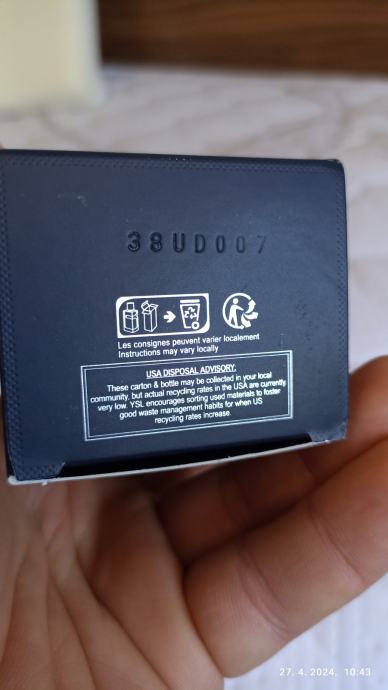 38UD007
Les consignes peuvent varier localement
Instructions may vary locally
USA DISPOSAL ADVISORY:
These carton & bottle may be collected in your local
community, but actual recycling rates in the USA are currently
very low. YSL encourages sorting used materials to foster
good waste management habits for when US
recycling rates increase.
27. 4. 2024, 10:43